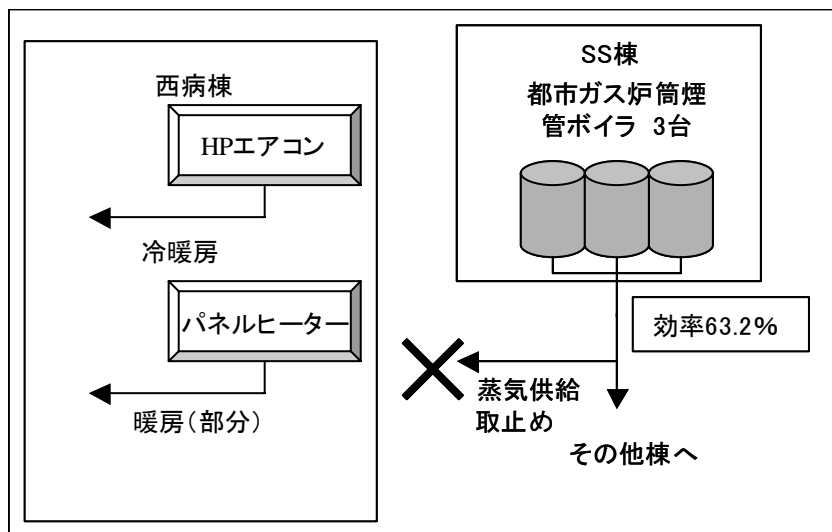 西病棟
HPエアコン
冷暖房
パネルヒーター
暖房(部分)
SS棟
都市ガス炉筒煙
管ボイラ 3台
効率63.2%
蒸気供給
取止め
その他棟へ